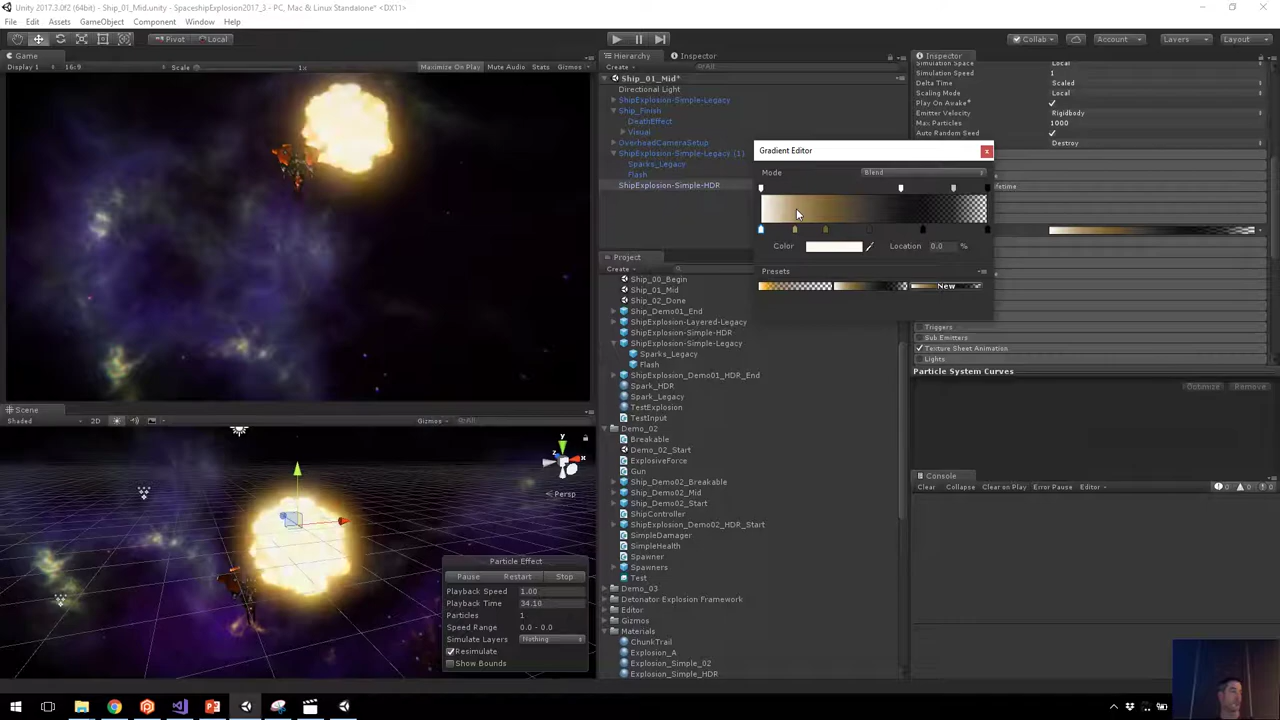 Unity 2017.3.0f2 (64bit) - Ship_01_Mid.unity - SpaceshipExplosion2017_3 - PC, Mac & Linux Standalone* <DX11>
File Edit Assets GameObject Component Window Help
Pivot Local
Collab Account Layers Layout
Game
Display 1 16:9 Scale 1x Maximize On Play Mute Audio Stats Gizmos
Hierarchy Inspector
Create
Ship_01_Mid*
Directional Light
ShipExplosion-Simple-Legacy
Ship_Finish
DeathEffect
Visual
OverheadCameraSetup
ShipExplosion-Simple-Legacy (1)
Sparks_Legacy
Flash
ShipExplosion-Simple-HDR
Project
Create
Ship_00_Begin
Ship_01_Mid
Ship_02_Done
Ship_Demo01_End
ShipExplosion-Layered-Legacy
ShipExplosion-Simple-HDR
ShipExplosion-Simple-Legacy
Sparks_Legacy
Flash
ShipExplosion_Demo01_HDR_End
Spark_HDR
Spark_Legacy
TestExplosion
TestInput
Demo_02
Breakable
Demo_02_Start
ExplosiveForce
Gun
Ship_Demo02_Breakable
Ship_Demo02_Mid
Ship_Demo02_Start
ShipController
ShipExplosion_Demo02_HDR_Start
SimpleDamager
SimpleHealth
Spawner
Spawners
Test
Demo_03
Detonator Explosion Framework
Editor
Gizmos
Materials
ChunkTrail
Explosion_A
Explosion_Simple_02
Explosion_Simple_HDR
Gradient Editor
Mode Blend
Color Location 0.0 %
Presets
New
Inspector
Simulation Space Local
Simulation Speed 1
Delta Time Scaled
Scaling Mode Local
Play On Awake*
Emitter Velocity Rigidbody
Max Particles 1000
Auto Random Seed
Destroy
ifetime
Triggers
Sub Emitters
Texture Sheet Animation
Lights
Particle System Curves
Optimize Remove
Console
Clear Collapse Clear on Play Error Pause Editor 0 0 0
Scene
Shaded 2D Gizmos
y
x
z
Persp
Particle Effect
Pause Restart Stop
Playback Speed 1.00
Playback Time 34.10
Particles 1
Speed Range 0.0 - 0.0
Simulate Layers Nothing
Resimulate
Show Bounds